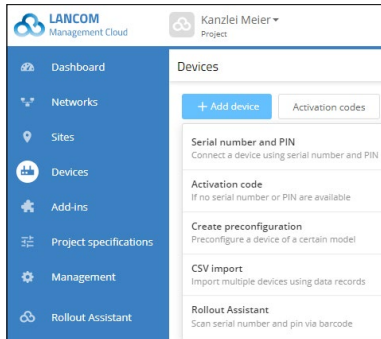 LANCOM
Management Cloud
Kanzlei Meier
Project
Dashboard
Networks
Sites
Devices
Add-ins
Project specifications
Management
Rollout Assistant
Devices
+ Add device
Activation codes
Serial number and PIN
Connect a device using serial number and PIN
Activation code
If no serial number or PIN are available
Create preconfiguration
Preconfigure a device of a certain model
CSV import
Import multiple devices using data records
Rollout Assistant
Scan serial number and pin via barcode